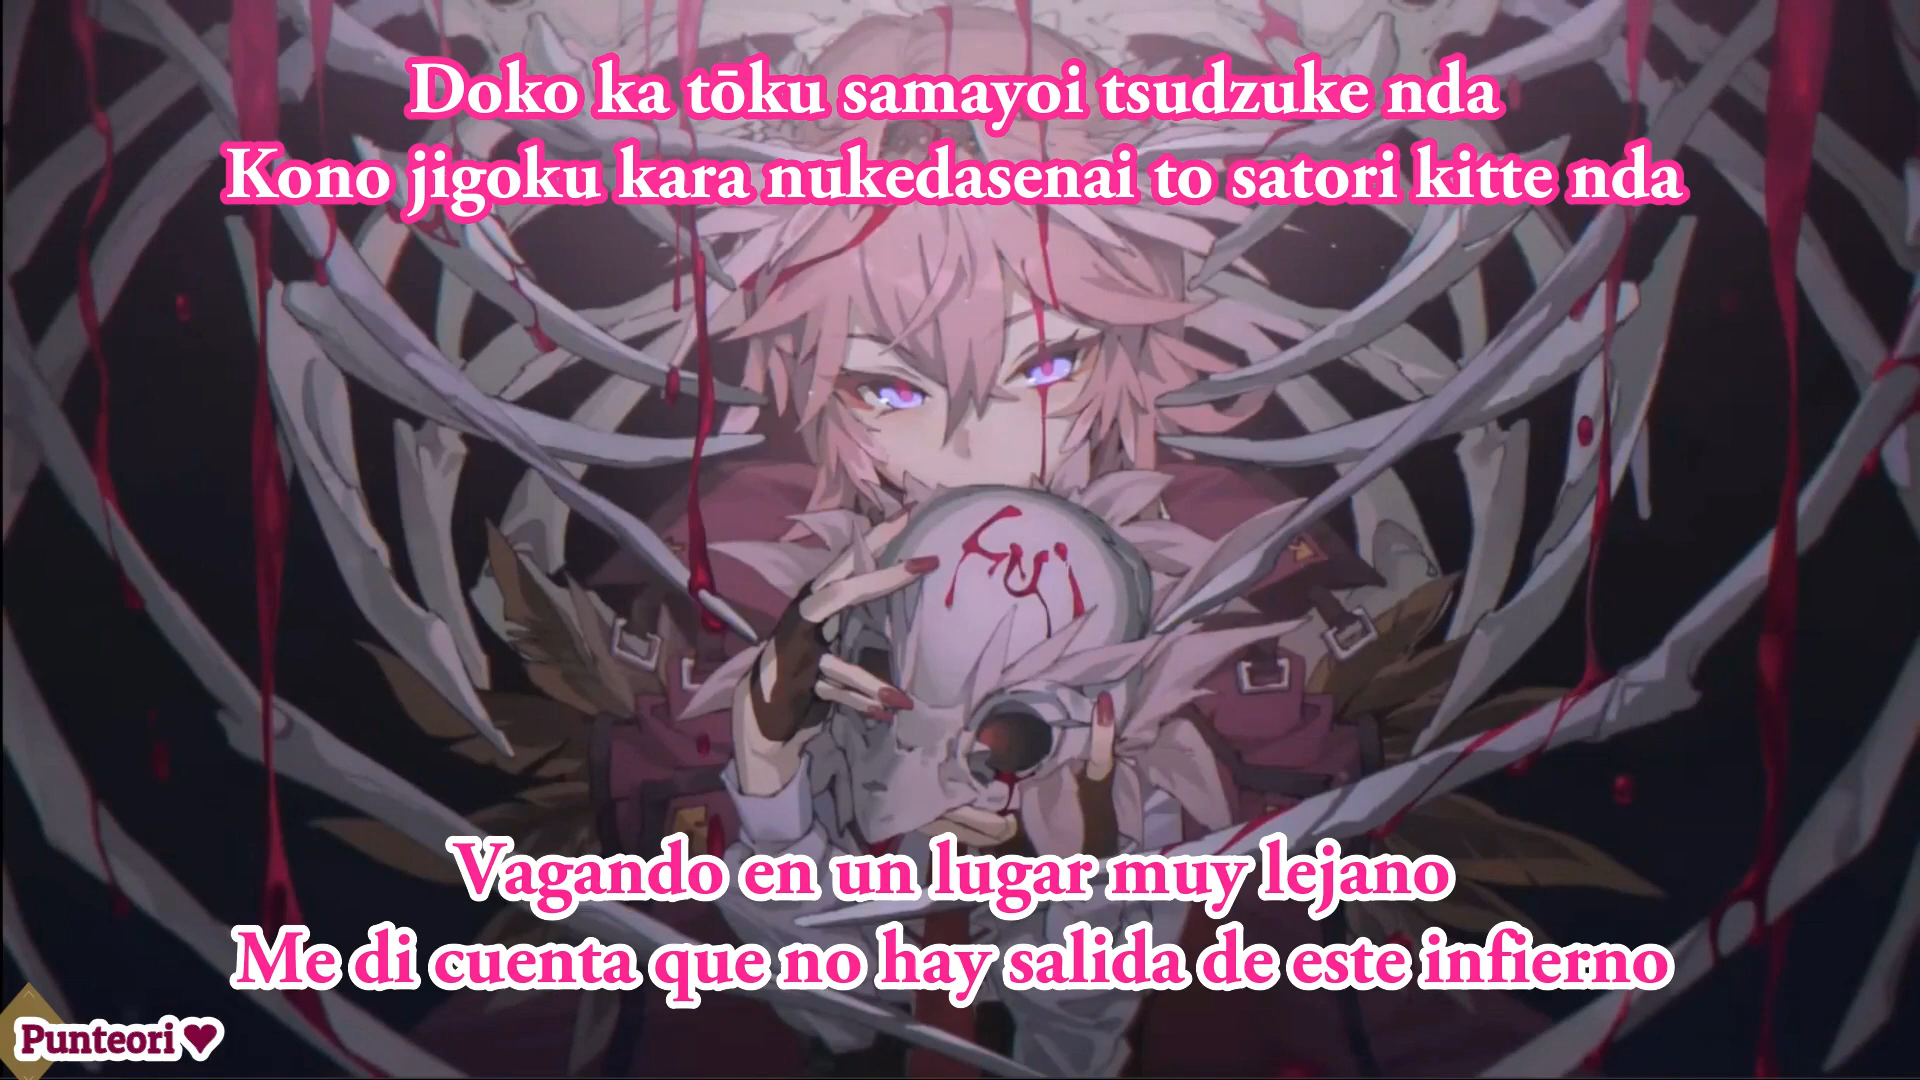 Doko ka tōku samayoi tsudzuke nda
Kono jigoku kara nukedasenai to satori kitte nda
Vagando en un lugar muy lejano
Me di cuenta que no hay salida de este infierno
Punteori♥